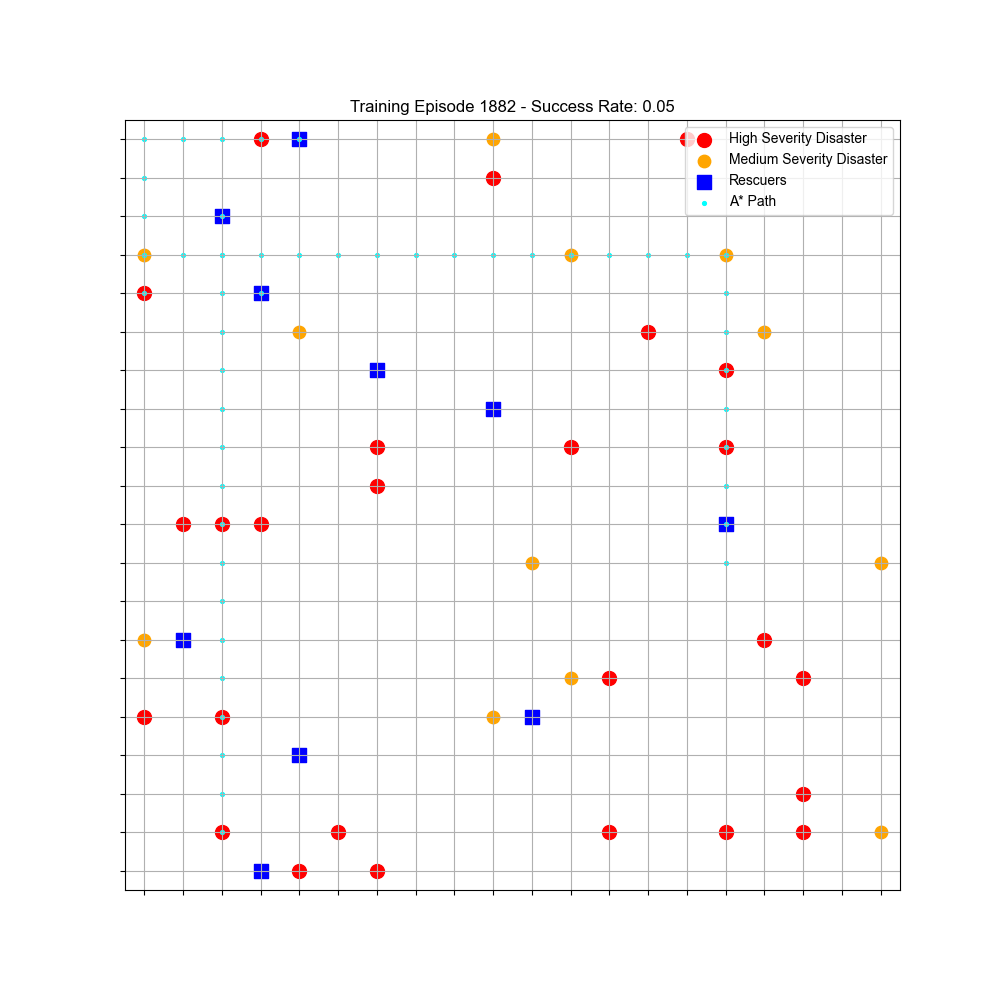 Training Episode 1882 - Success Rate: 0.05
High Severity Disaster
Medium Severity Disaster
Rescuers
A* Path